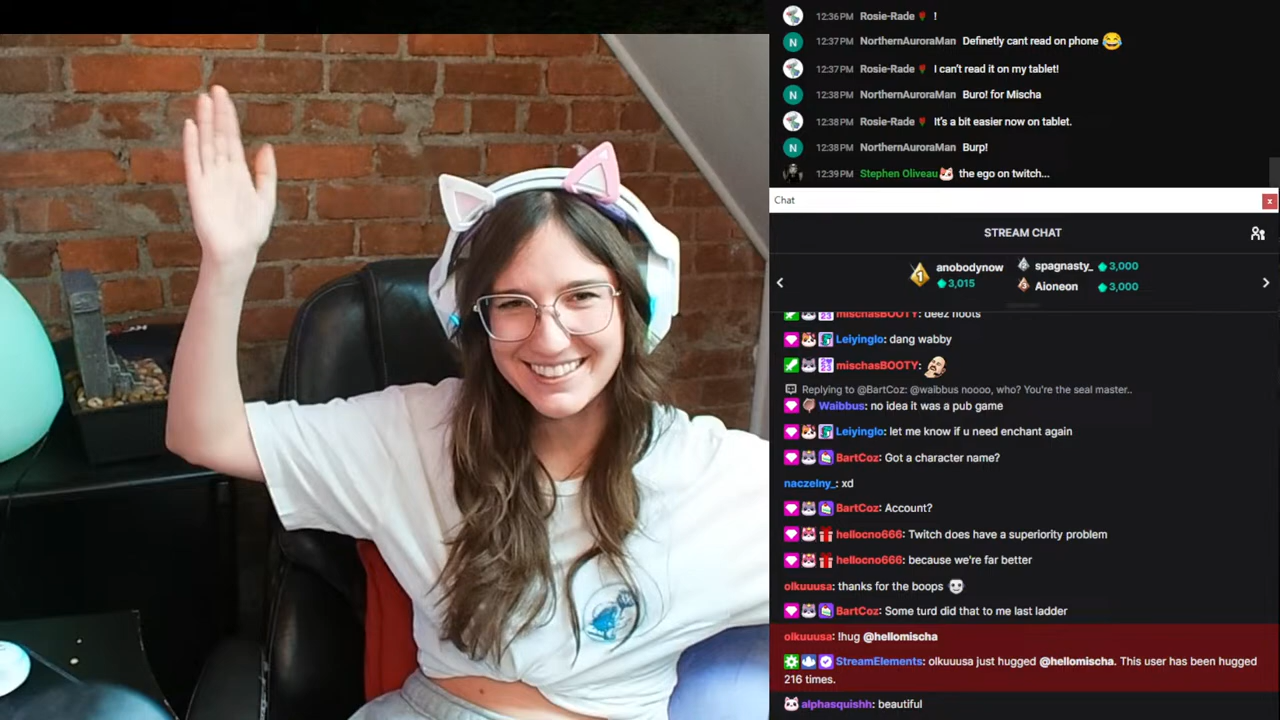 12:36PM Rosie-Rade !
12:37PM NorthernAuroraMan Definetly cant read on phone
12:37PM Rosie-Rade I can't read it on my tablet!
12:38PM NorthernAuroraMan Buro! for Mischa
12:38PM Rosie-Rade It's a bit easier now on tablet.
12:38PM NorthernAuroraMan Burp!
12:39PM Stephen Oliveau the ego on twitch...
Chat x
STREAM CHAT
1 anobodynow 3,015
2 spagnasty_ 3,000
3 Aioneon 3,000
mischasBOOTY: deez noots
Leiyinglo: dang wabby
mischasBOOTY:
Replying to @BartCoz: @waibbus noooo, who? You're the seal master..
Waibbus: no idea it was a pub game
Leiyinglo: let me know if u need enchant again
BartCoz: Got a character name?
naczelny_: xd
BartCoz: Account?
hellocno666: Twitch does have a superiority problem
hellocno666: because we're far better
olkuuusa: thanks for the boops
BartCoz: Some turd did that to me last ladder
olkuuusa: !hug @hellomischa
StreamElements: olkuuusa just hugged @hellomischa. This user has been hugged
216 times.
alphasquishh: beautiful